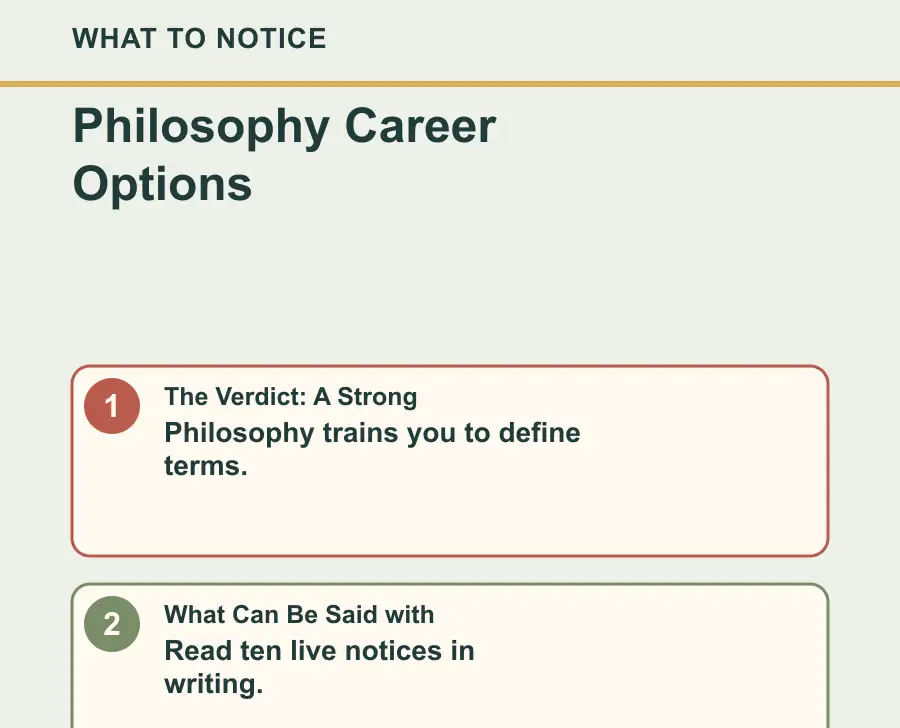 WHAT TO NOTICE
Philosophy Career
Options
1
The Verdict: A Strong
Philosophy trains you to define
terms.
2
What Can Be Said with
Read ten live notices in
writing.